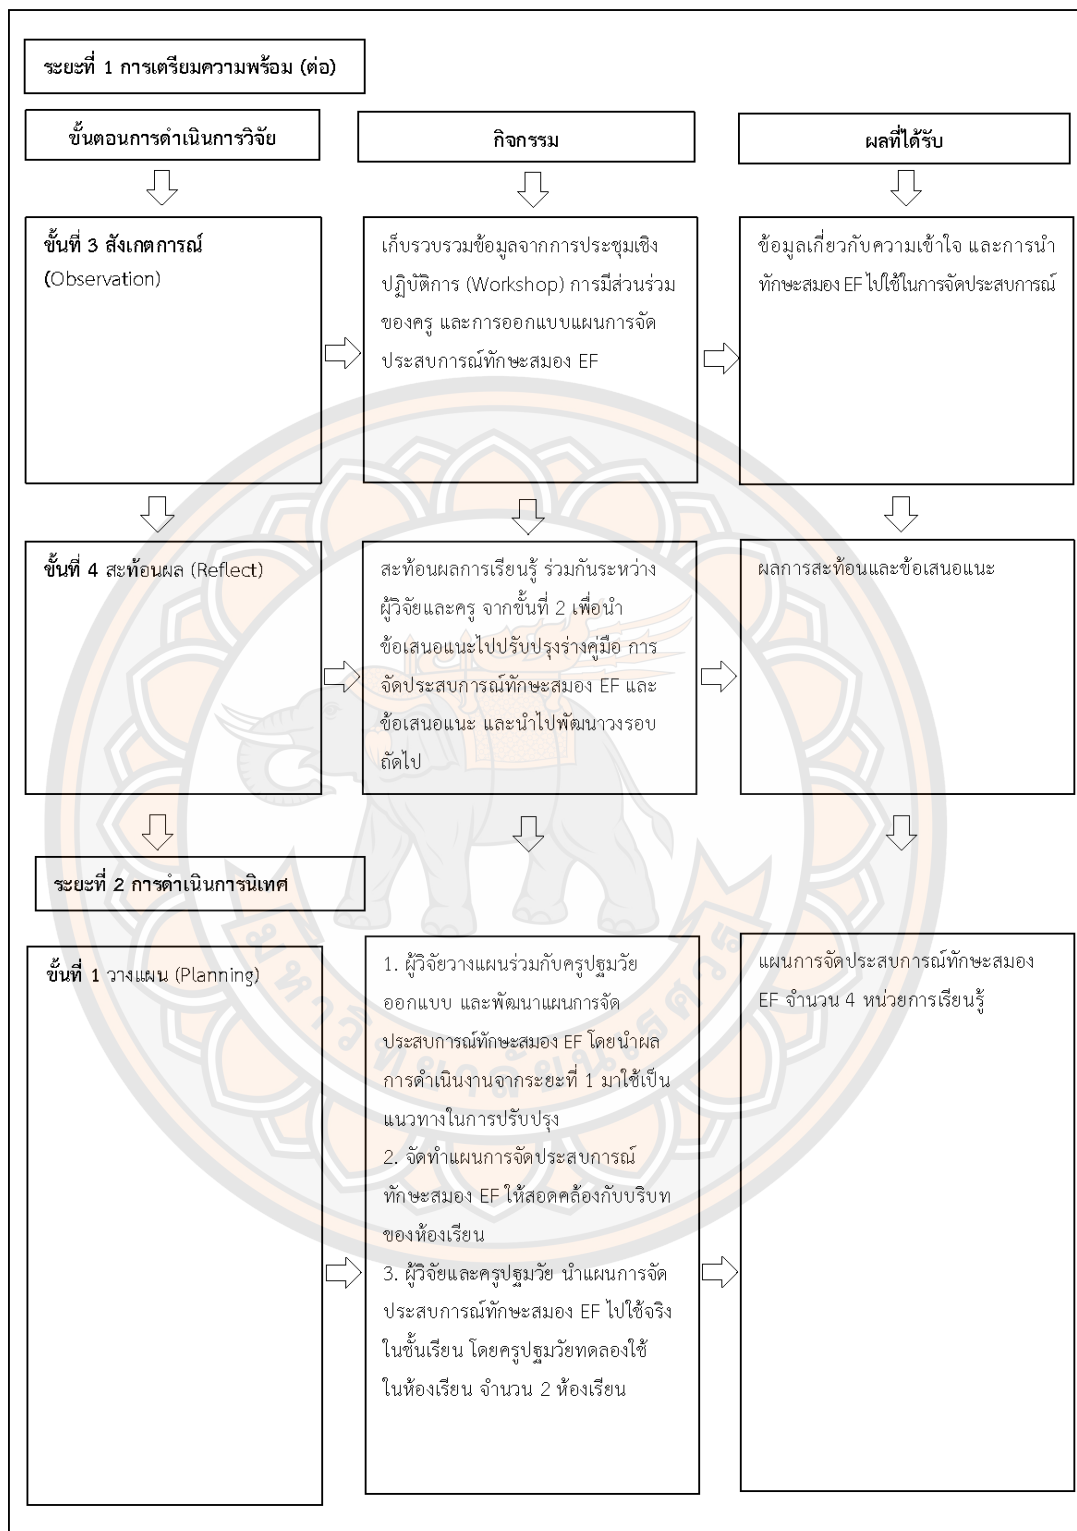 ระยะที่ 1 การเตรียมความพร้อม (ต่อ)
ขั้นตอนการดำเนินการวิจัย
กิจกรรม
ผลที่ได้รับ
ขั้นที่ 3 สังเกตการณ์
(Observation)
เก็บรวบรวมข้อมูลจากการประชุมเชิง
ปฏิบัติการ (Workshop) การมีส่วนร่วม
ของครู และการออกแบบแผนการจัด
ประสบการณ์ทักษะสมอง EF
ข้อมูลเกี่ยวกับความเข้าใจ และการนำ
ทักษะสมอง EF ไปใช้ในการจัดประสบการณ์
ขั้นที่ 4 สะท้อนผล (Reflect)
สะท้อนผลการเรียนรู้ ร่วมกันระหว่าง
ผู้วิจัยและครู จากขั้นที่ 2 เพื่อนำ
ข้อเสนอแนะไปปรับปรุงร่างคู่มือ การ
จัดประสบการณ์ทักษะสมอง EF และ
ข้อเสนอแนะ และนำไปพัฒนาวงรอบ
ถัดไป
ผลการสะท้อนและข้อเสนอแนะ
ระยะที่ 2 การดำเนินการนิเทศ
ขั้นที่ 1 วางแผน (Planning)
1. ผู้วิจัยวางแผนร่วมกับครูปฐมวัย
ออกแบบ และพัฒนาแผนการจัด
ประสบการณ์ทักษะสมอง EF โดยนำผล
การดำเนินงานจากระยะที่ 1 มาใช้เป็น
แนวทางในการปรับปรุง
2. จัดทำแผนการจัดประสบการณ์
ทักษะสมอง EF ให้สอดคล้องกับบริบท
ของห้องเรียน
3. ผู้วิจัยและครูปฐมวัย นำแผนการจัด
ประสบการณ์ทักษะสมอง EF ไปใช้จริง
ในชั้นเรียน โดยครูปฐมวัยทดลองใช้
ในห้องเรียน จำนวน 2 ห้องเรียน
แผนการจัดประสบการณ์ทักษะสมอง
EF จำนวน 4 หน่วยการเรียนรู้
มหาวิทยาลัยนเรศวร